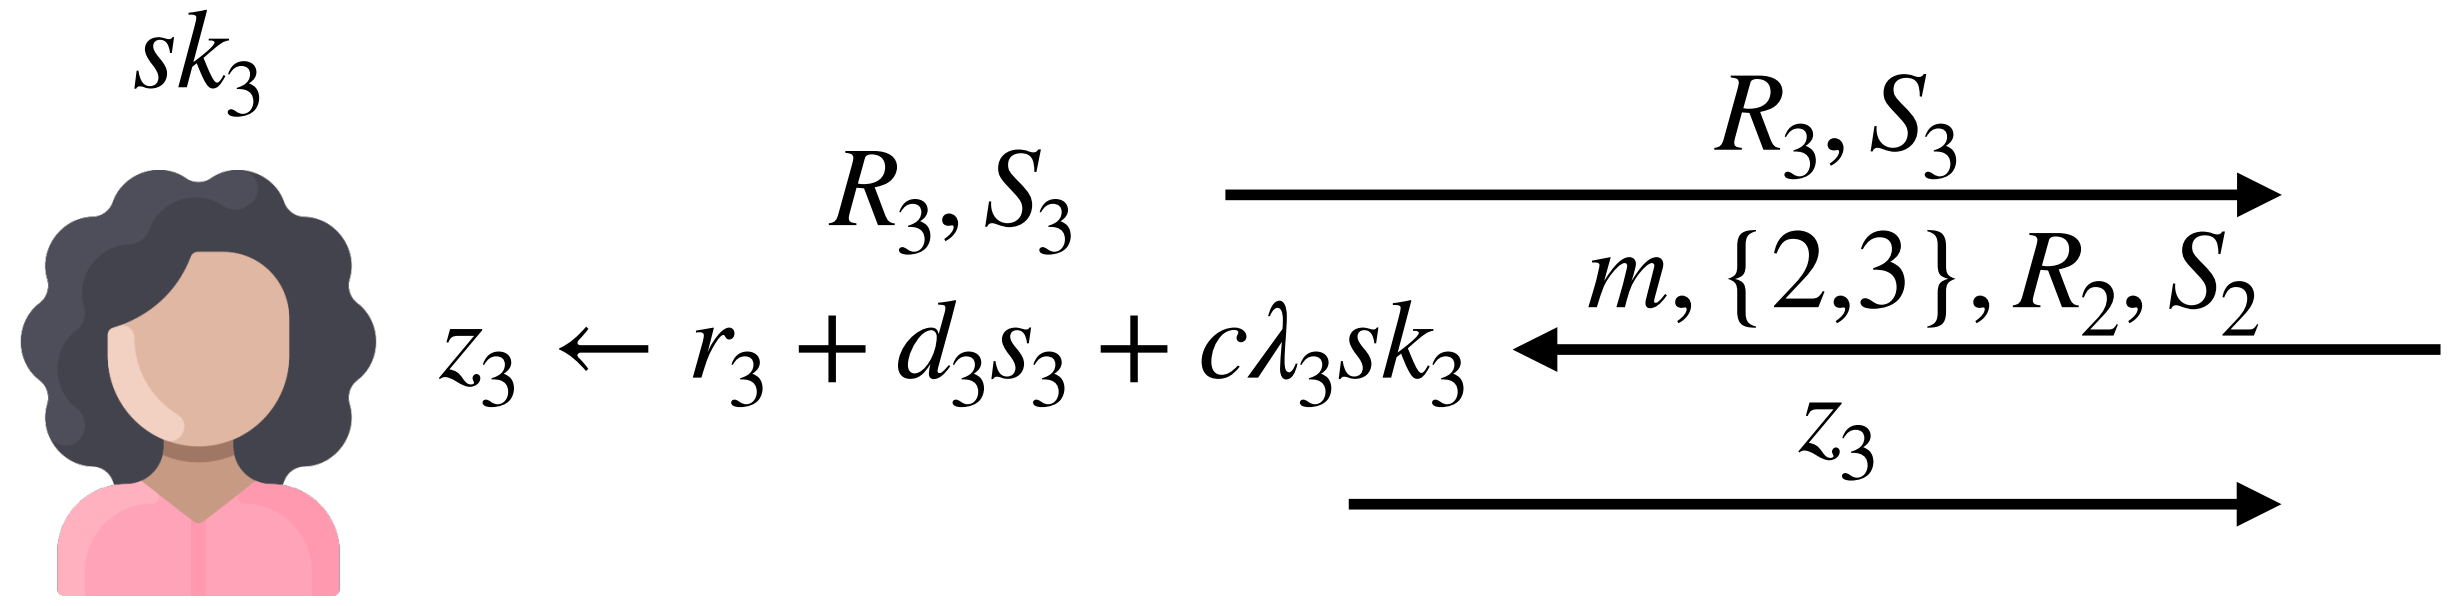 sk₃
R₃, S₃
R₃, S₃
m, {2,3}, R₂, S₂
z₃ ← r₃ + d₃s₃ + cλ₃sk₃
z₃